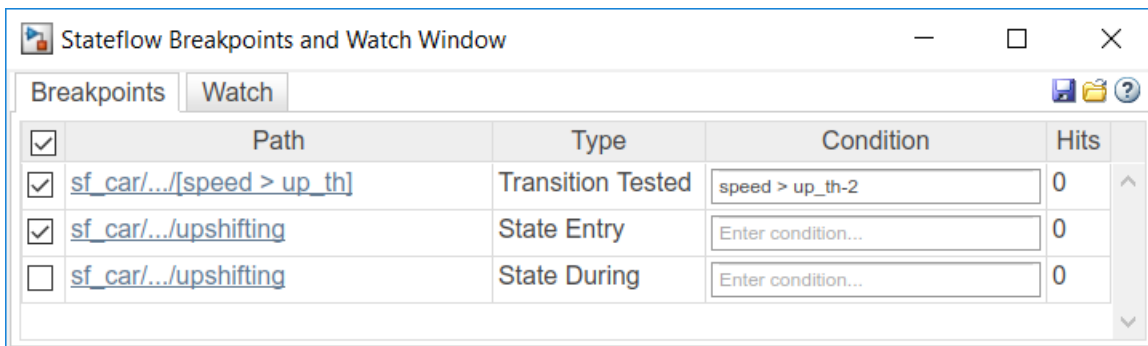 Stateflow Breakpoints and Watch Window
Breakpoints Watch
Path Type Condition Hits
sf_car/.../[speed > up_th] Transition Tested speed > up_th-2 0
sf_car/.../upshifting State Entry Enter condition... 0
sf_car/.../upshifting State During Enter condition... 0